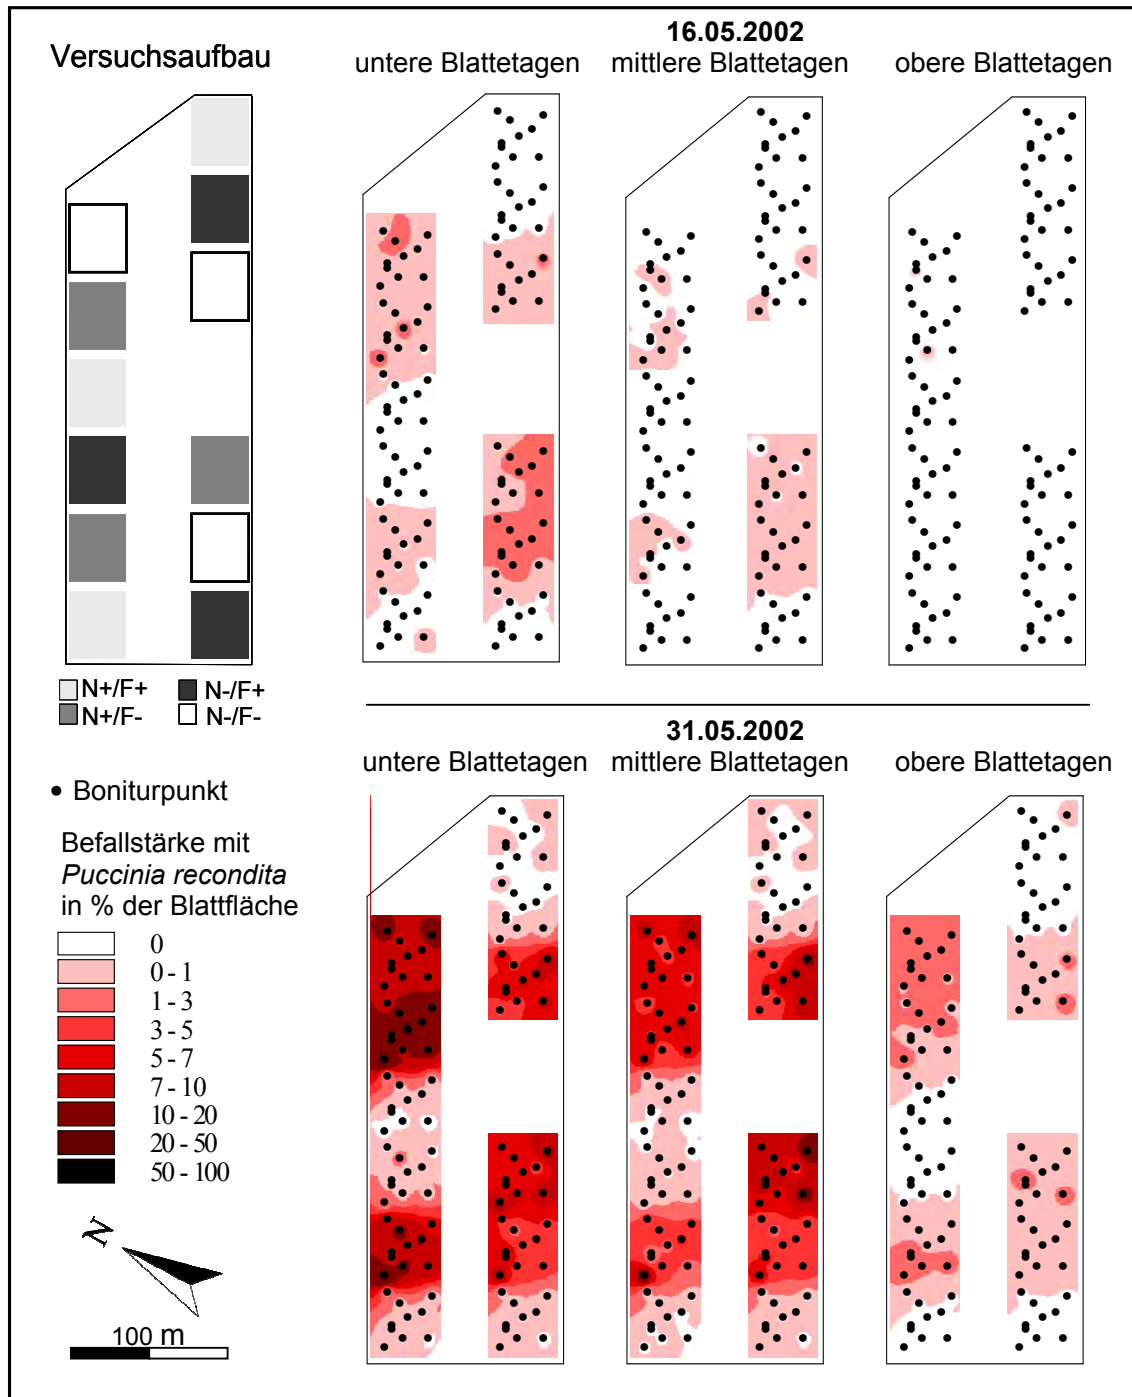 Versuchsaufbau
16.05.2002
untere Blattetagen
mittlere Blattetagen
obere Blattetagen
N+/F+
N-/F+
N+/F-
N-/F-
31.05.2002
untere Blattetagen
mittlere Blattetagen
obere Blattetagen
Boniturpunkt
Befallstärke mit
Puccinia recondita
in % der Blattfläche
0
0 - 1
1 - 3
3 - 5
5 - 7
7 - 10
10 - 20
20 - 50
50 - 100
N
100 m